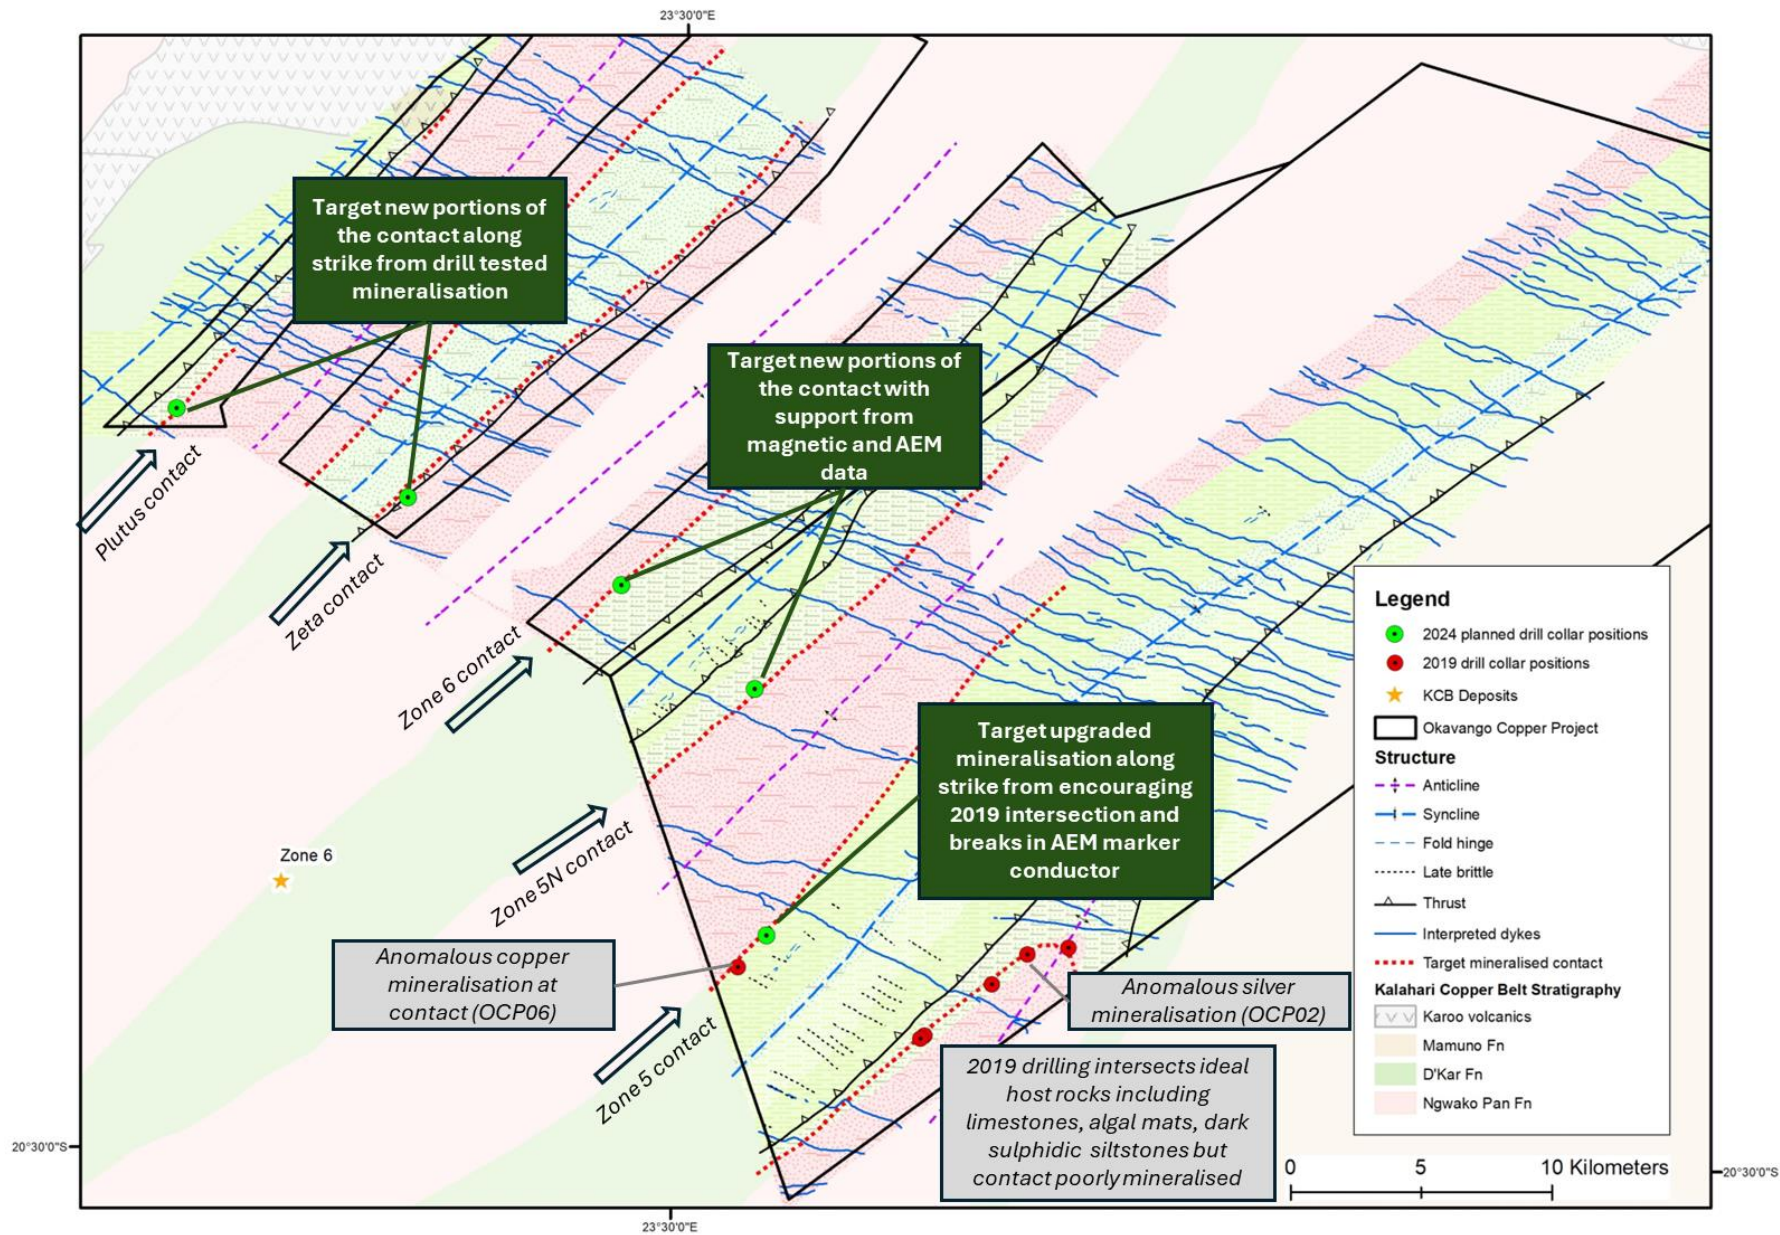 23°30'0"E
Target new portions of
the contact along
strike from drill tested
mineralisation
Target new portions of
the contact with
support from
magnetic and AEM
data
Plutus contact
Zeta contact
Zone 6 contact
Zone 5N contact
Zone 5 contact
Target upgraded
mineralisation along
strike from encouraging
2019 intersection and
breaks in AEM marker
conductor
Zone 6
Anomalous copper
mineralisation at
contact (OCP06)
Anomalous silver
mineralisation (OCP02)
2019 drilling intersects ideal
host rocks including
limestones, algal mats, dark
sulphidic siltstones but
contact poorly mineralised
Legend
2024 planned drill collar positions
2019 drill collar positions
KCB Deposits
Okavango Copper Project
Structure
Anticline
Syncline
Fold hinge
Late brittle
Thrust
Interpreted dykes
Target mineralised contact
Kalahari Copper Belt Stratigraphy
Karoo volcanics
Mamuno Fn
D'Kar Fn
Ngwako Pan Fn
0 5 10 Kilometers
20°30'0"S
20°30'0"S
23°30'0"E